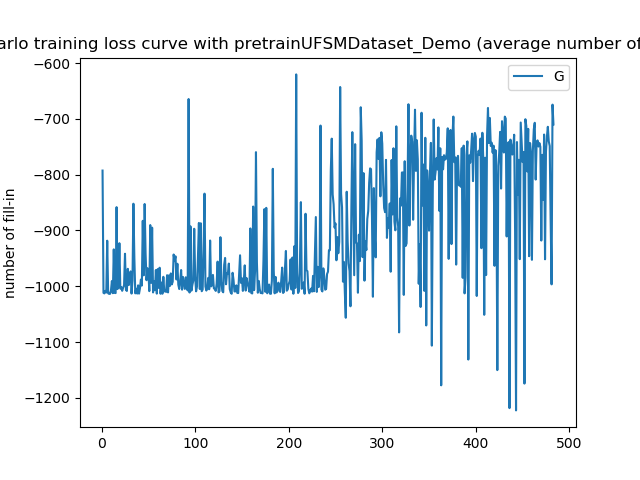 arlo training loss curve with pretrainUFSMDataset_Demo (average number of
G
number of fill-in
−600
−700
−800
−900
−1000
−1100
−1200
0 100 200 300 400 500